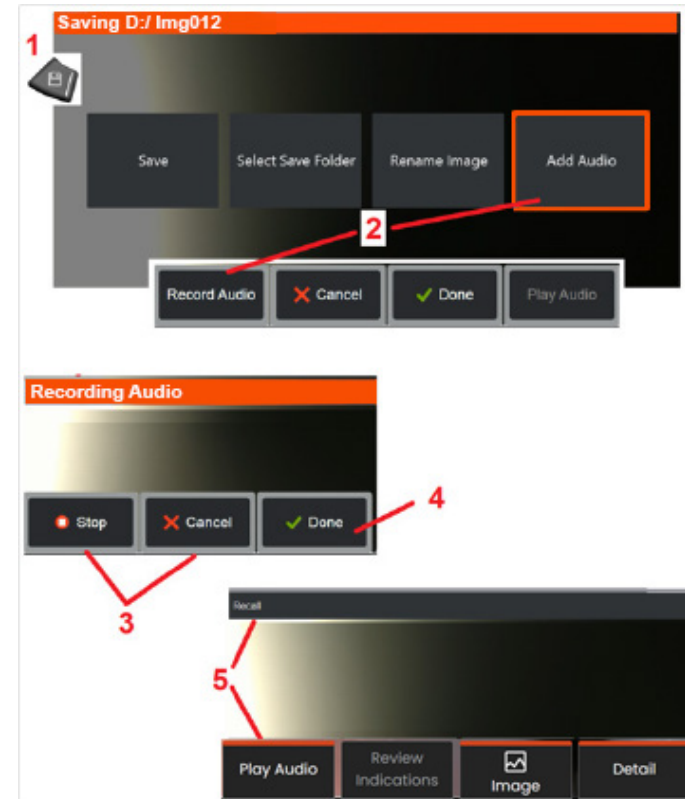 Saving D:/ Img012
1
Save
Select Save Folder
Rename Image
Add Audio
2
Record Audio
Cancel
Done
Play Audio
Recording Audio
Stop
Cancel
Done
4
3
Recall
5
Play Audio
Review
Indications
Image
Detail